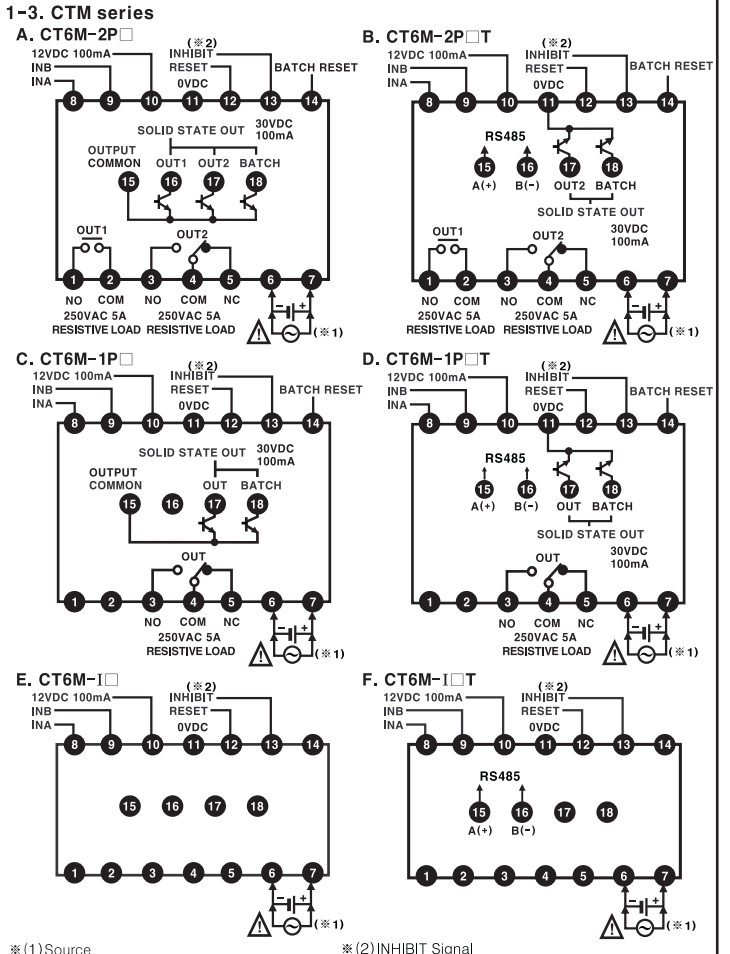 1-3. CTM series
A. CT6M-2P□
(※2)
12VDC 100mA INHIBIT
INB RESET BATCH RESET
INA 0VDC
8 9 10 11 12 13 14
SOLID STATE OUT 30VDC
100mA
OUTPUT
COMMON OUT1 OUT2 BATCH
15 16 17 18
OUT1 OUT2
1 2 3 4 5 6 7
NO COM NO COM NC - +
250VAC 5A 250VAC 5A
RESISTIVE LOAD RESISTIVE LOAD (※1)
B. CT6M-2P□T
(※2)
12VDC 100mA INHIBIT
INB RESET BATCH RESET
INA 0VDC
8 9 10 11 12 13 14
RS485
15 16 17 18
A(+) B(-) OUT2 BATCH
SOLID STATE OUT
30VDC
100mA
OUT1 OUT2
1 2 3 4 5 6 7
NO COM NO COM NC - +
250VAC 5A 250VAC 5A
RESISTIVE LOAD RESISTIVE LOAD (※1)
C. CT6M-1P□
(※2)
12VDC 100mA INHIBIT
INB RESET BATCH RESET
INA 0VDC
8 9 10 11 12 13 14
SOLID STATE OUT 30VDC
100mA
OUTPUT
COMMON OUT BATCH
15 16 17 18
OUT
1 2 3 4 5 6 7
NO COM NC - +
250VAC 5A
RESISTIVE LOAD (※1)
D. CT6M-1P□T
(※2)
12VDC 100mA INHIBIT
INB RESET BATCH RESET
INA 0VDC
8 9 10 11 12 13 14
RS485
15 16 17 18
A(+) B(-) OUT BATCH
SOLID STATE OUT
30VDC
100mA
OUT
1 2 3 4 5 6 7
NO COM NC - +
250VAC 5A
RESISTIVE LOAD (※1)
E. CT6M-I□
(※2)
12VDC 100mA INHIBIT
INB RESET
INA 0VDC
8 9 10 11 12 13 14
15 16 17 18
1 2 3 4 5 6 7
- +
(※1)
F. CT6M-I□T
(※2)
12VDC 100mA INHIBIT
INB RESET
INA 0VDC
8 9 10 11 12 13 14
RS485
15 16 17 18
A(+) B(-)
1 2 3 4 5 6 7
- +
(※1)
※(1)Source
※(2)INHIBIT Signal